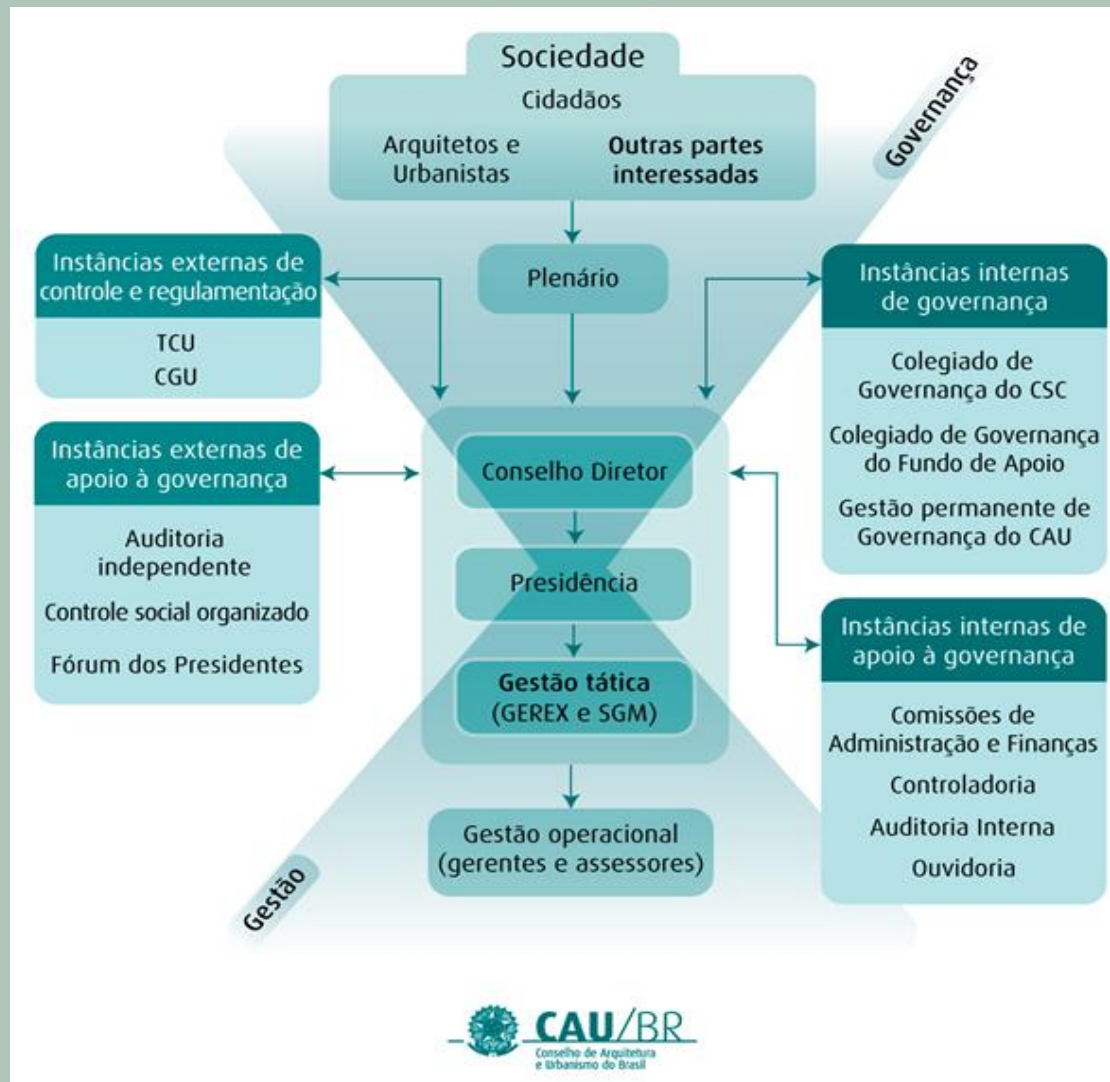 Sociedade
Cidadãos
Arquitetos e
Urbanistas
Outras partes
interessadas
Governança
Plenário
Instâncias externas de
controle e regulamentação
TCU
CGU
Instâncias internas
de governança
Colegiado de
Governança do CSC
Colegiado de Governança
do Fundo de Apoio
Gestão permanente de
Governança do CAU
Instâncias externas de
apoio à governança
Auditoria
independente
Controle social organizado
Fórum dos Presidentes
Conselho Diretor
Presidência
Gestão tática
(GEREX e SGM)
Instâncias internas de
apoio à governança
Comissões de
Administração e Finanças
Controladoria
Auditoria Interna
Ouvidoria
Gestão operacional
(gerentes e assessores)
Gestão
CAU/BR
Conselho de Arquitetura
e Urbanismo do Brasil